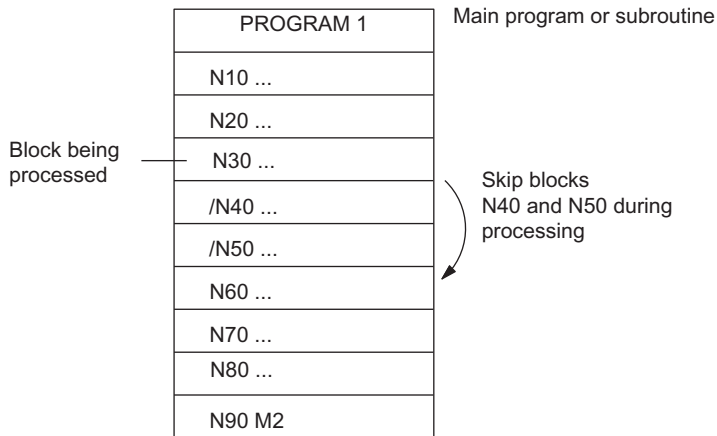 PROGRAM 1
Main program or subroutine
N10 ...
N20 ...
Block being
processed
N30 ...
/N40 ...
/N50 ...
Skip blocks
N40 and N50 during
processing
N60 ...
N70 ...
N80 ...
N90 M2